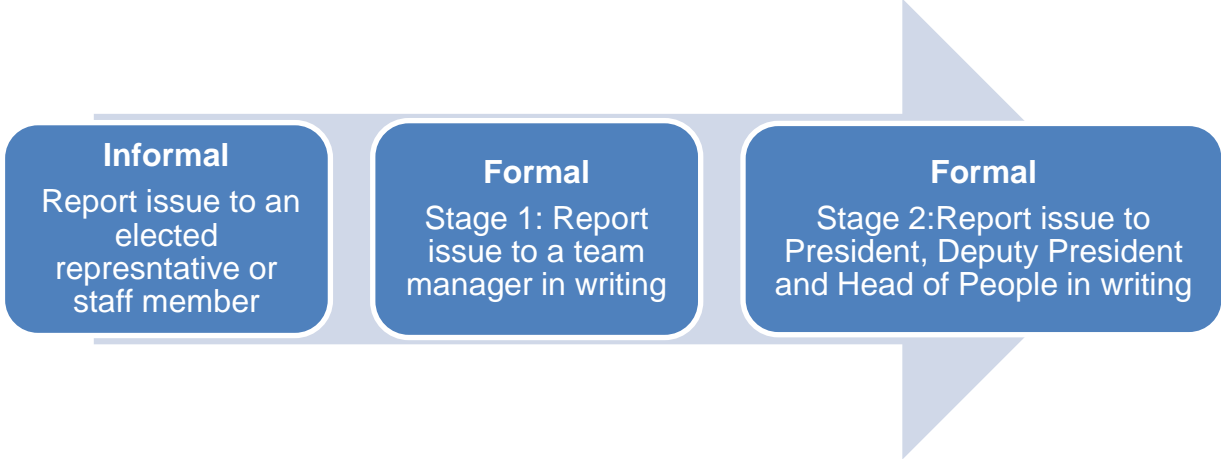 Informal
Report issue to an
elected
represntative or
staff member
Formal
Stage 1: Report
issue to a team
manager in writing
Formal
Stage 2:Report issue to
President, Deputy President
and Head of People in writing